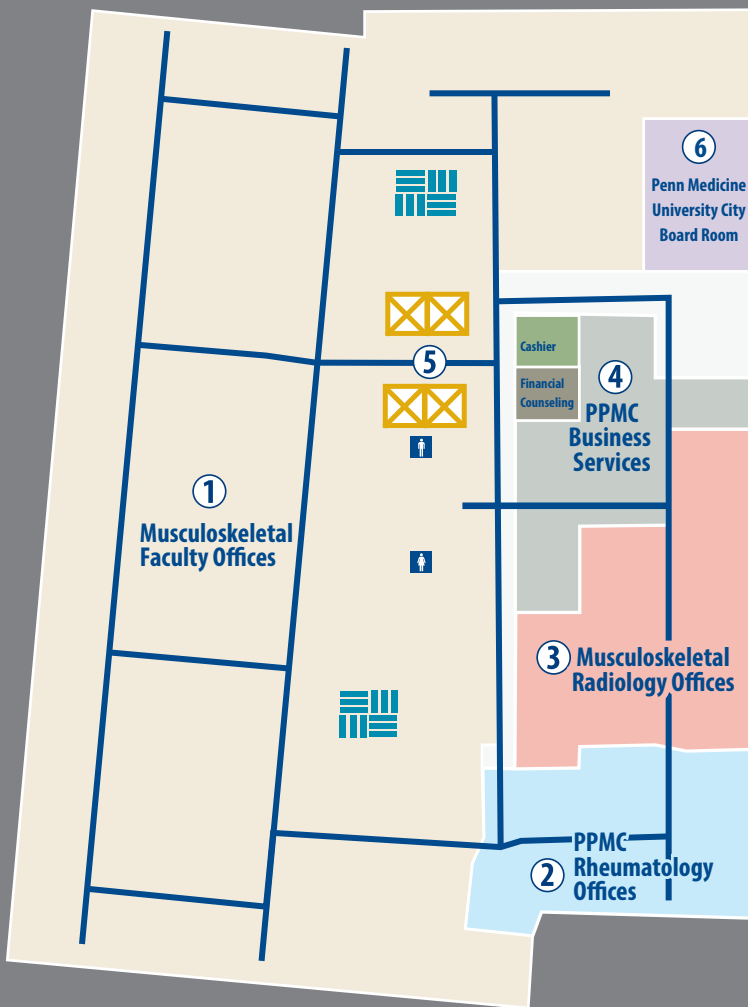 6
Penn Medicine
University City
Board Room
Cashier
Financial
Counseling
4
PPMC
Business
Services
5
1
Musculoskeletal
Faculty Offices
3
Musculoskeletal
Radiology Offices
2
PPMC
Rheumatology
Offices